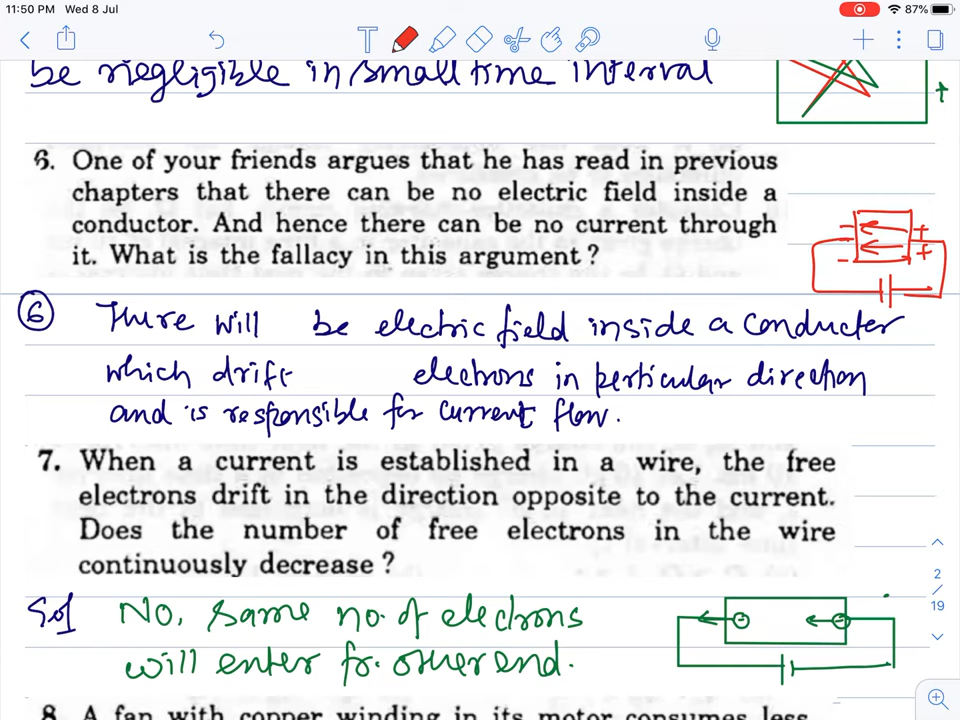 11:50 PM Wed 8 Jul
87%
T
be negligible in small time interval
6. One of your friends argues that he has read in previous
chapters that there can be no electric field inside a
conductor. And hence there can be no current through
it. What is the fallacy in this argument ?
6 There will be electric field inside a conducter
which drift electrons in perticular direction
and is responsible for current flow.
7. When a current is established in a wire, the free
electrons drift in the direction opposite to the current.
Does the number of free electrons in the wire
continuously decrease ?
Sol No, same no. of electrons
will enter fr. other end.
2
/
19
8. A fan with copper winding in its motor consumes less